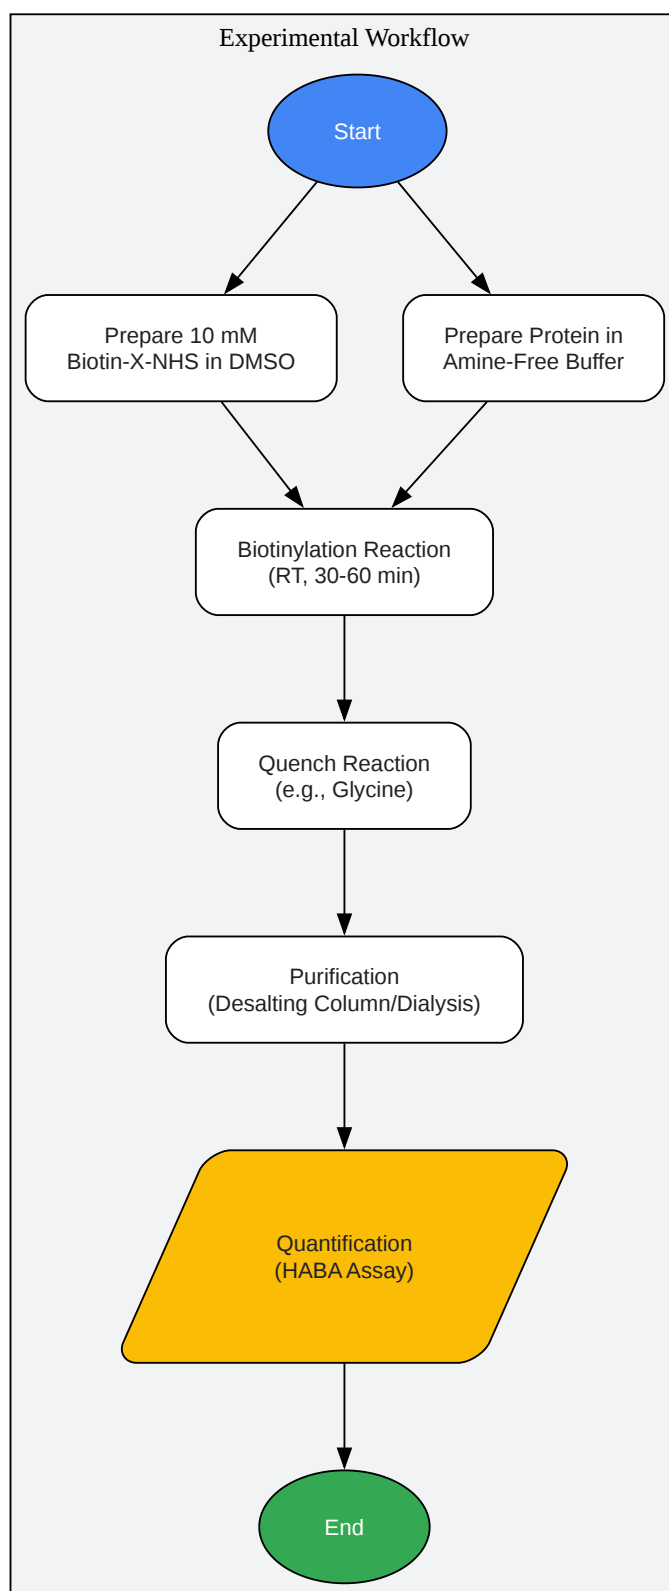 Experimental Workflow
Start
Prepare 10 mM
Biotin-X-NHS in DMSO
Prepare Protein in
Amine-Free Buffer
Biotinylation Reaction
(RT, 30-60 min)
Quench Reaction
(e.g., Glycine)
Purification
(Desalting Column/Dialysis)
Quantification
(HABA Assay)
End